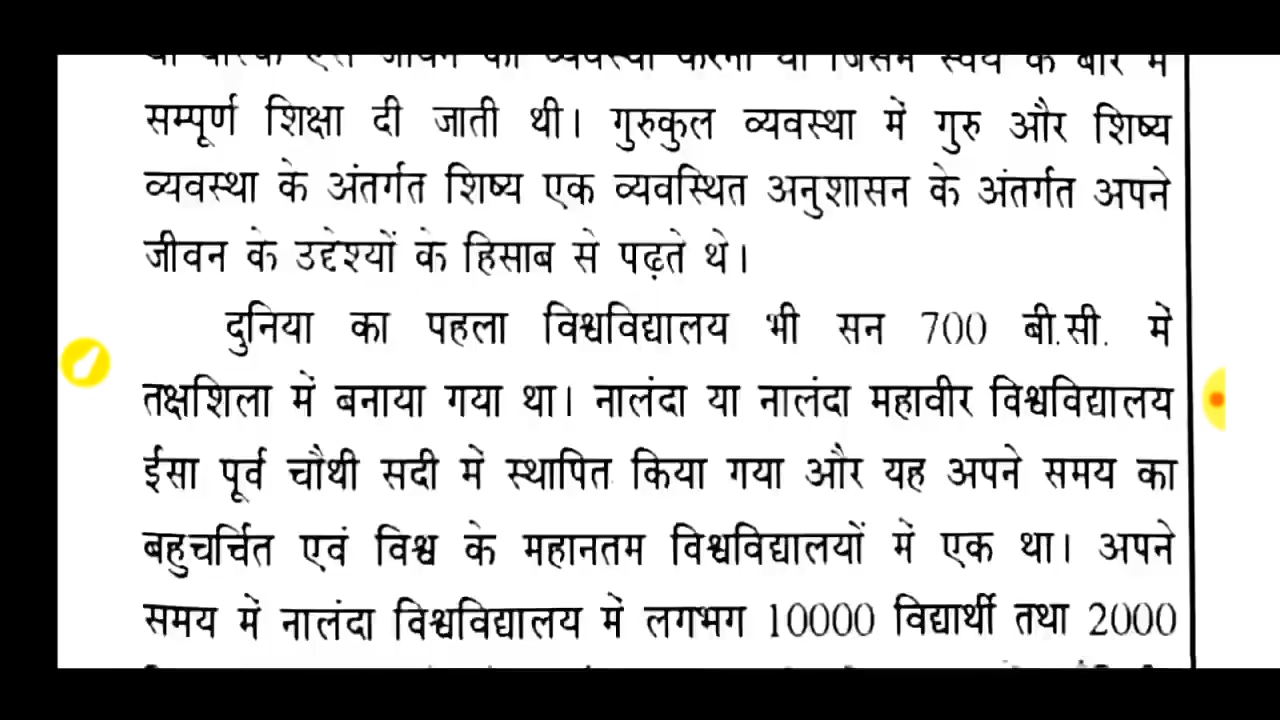 सम्पूर्ण शिक्षा दी जाती थी। गुरुकुल व्यवस्था में गुरु और शिष्य
व्यवस्था के अंतर्गत शिष्य एक व्यवस्थित अनुशासन के अंतर्गत अपने
जीवन के उद्देश्यों के हिसाब से पढ़ते थे।
दुनिया का पहला विश्वविद्यालय भी सन 700 बी.सी. में
तक्षशिला में बनाया गया था। नालंदा या नालंदा महावीर विश्वविद्यालय
ईसा पूर्व चौथी सदी में स्थापित किया गया और यह अपने समय का
बहुचर्चित एवं विश्व के महानतम विश्वविद्यालयों में एक था। अपने
समय में नालंदा विश्वविद्यालय में लगभग 10000 विद्यार्थी तथा 2000